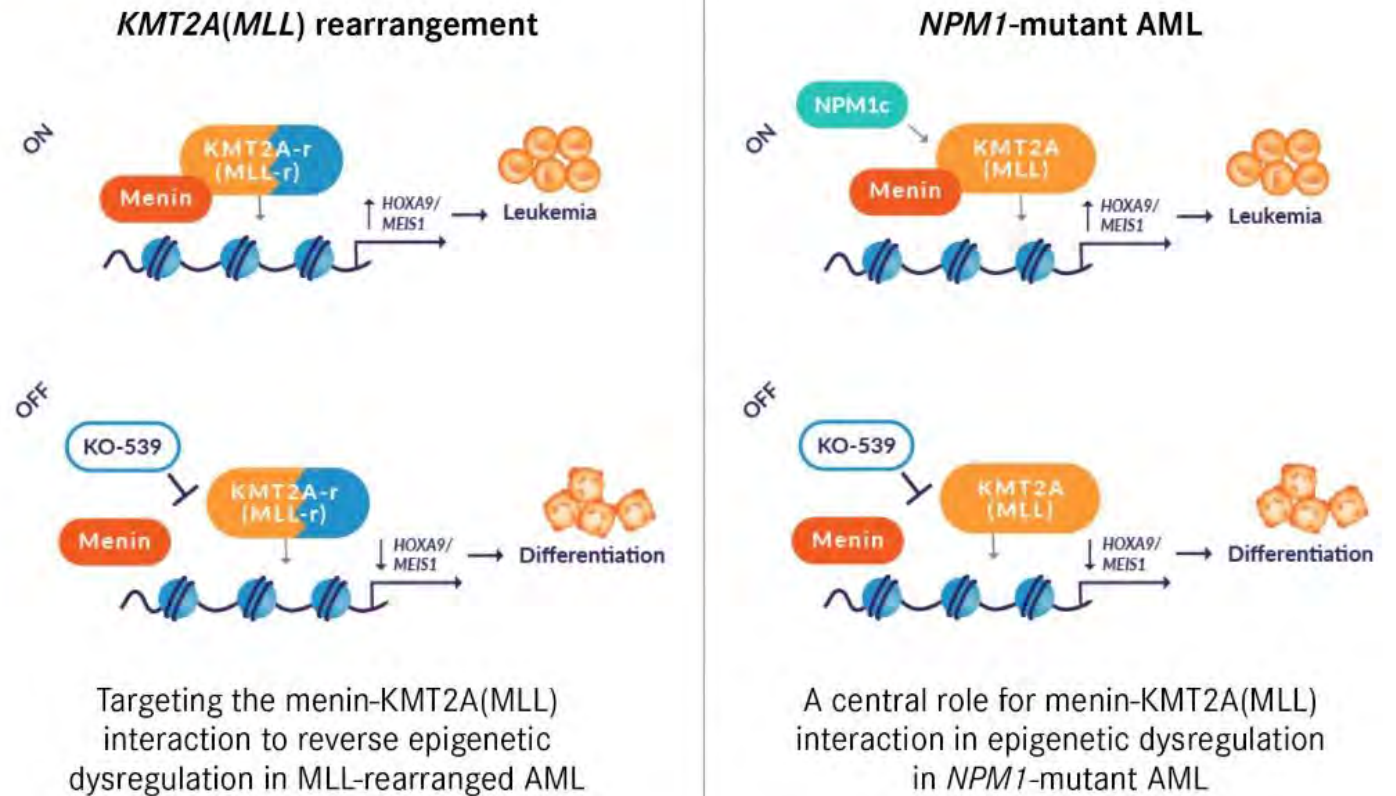 KMT2A(MLL) rearrangement
ON
KMT2A-r
(MLL-r)
Menin
HOXA9/
MEIS1
Leukemia
OFF
KO-539
KMT2A-r
(MLL-r)
Menin
HOXA9/
MEIS1
Differentiation
Targeting the menin-KMT2A(MLL)
interaction to reverse epigenetic
dysregulation in MLL-rearranged AML
NPM1-mutant AML
NPM1c
ON
KMT2A
(MLL)
Menin
HOXA9/
MEIS1
Leukemia
OFF
KO-539
KMT2A
(MLL)
Menin
HOXA9/
MEIS1
Differentiation
A central role for menin-KMT2A(MLL)
interaction in epigenetic dysregulation
in NPM1-mutant AML